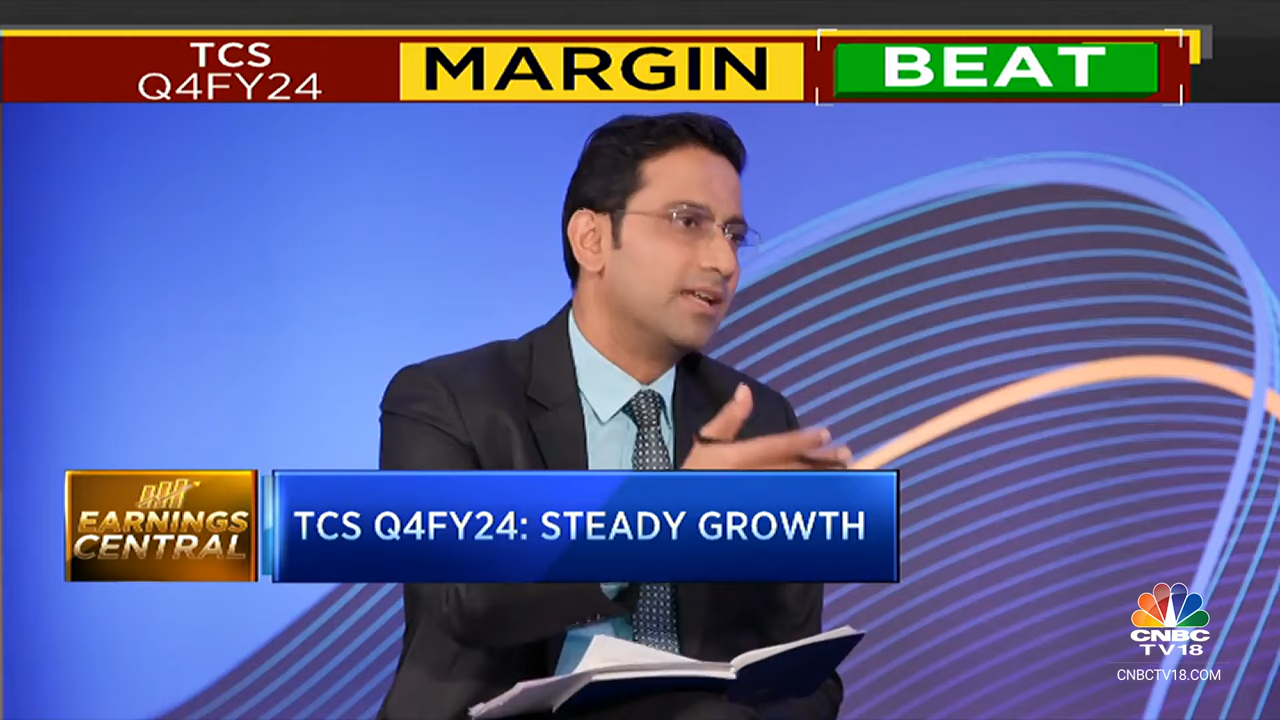 TCS
Q4FY24
MARGIN
BEAT
EARNINGS
CENTRAL
TCS Q4FY24: STEADY GROWTH
CNBC
TV18
CNBCTV18.COM